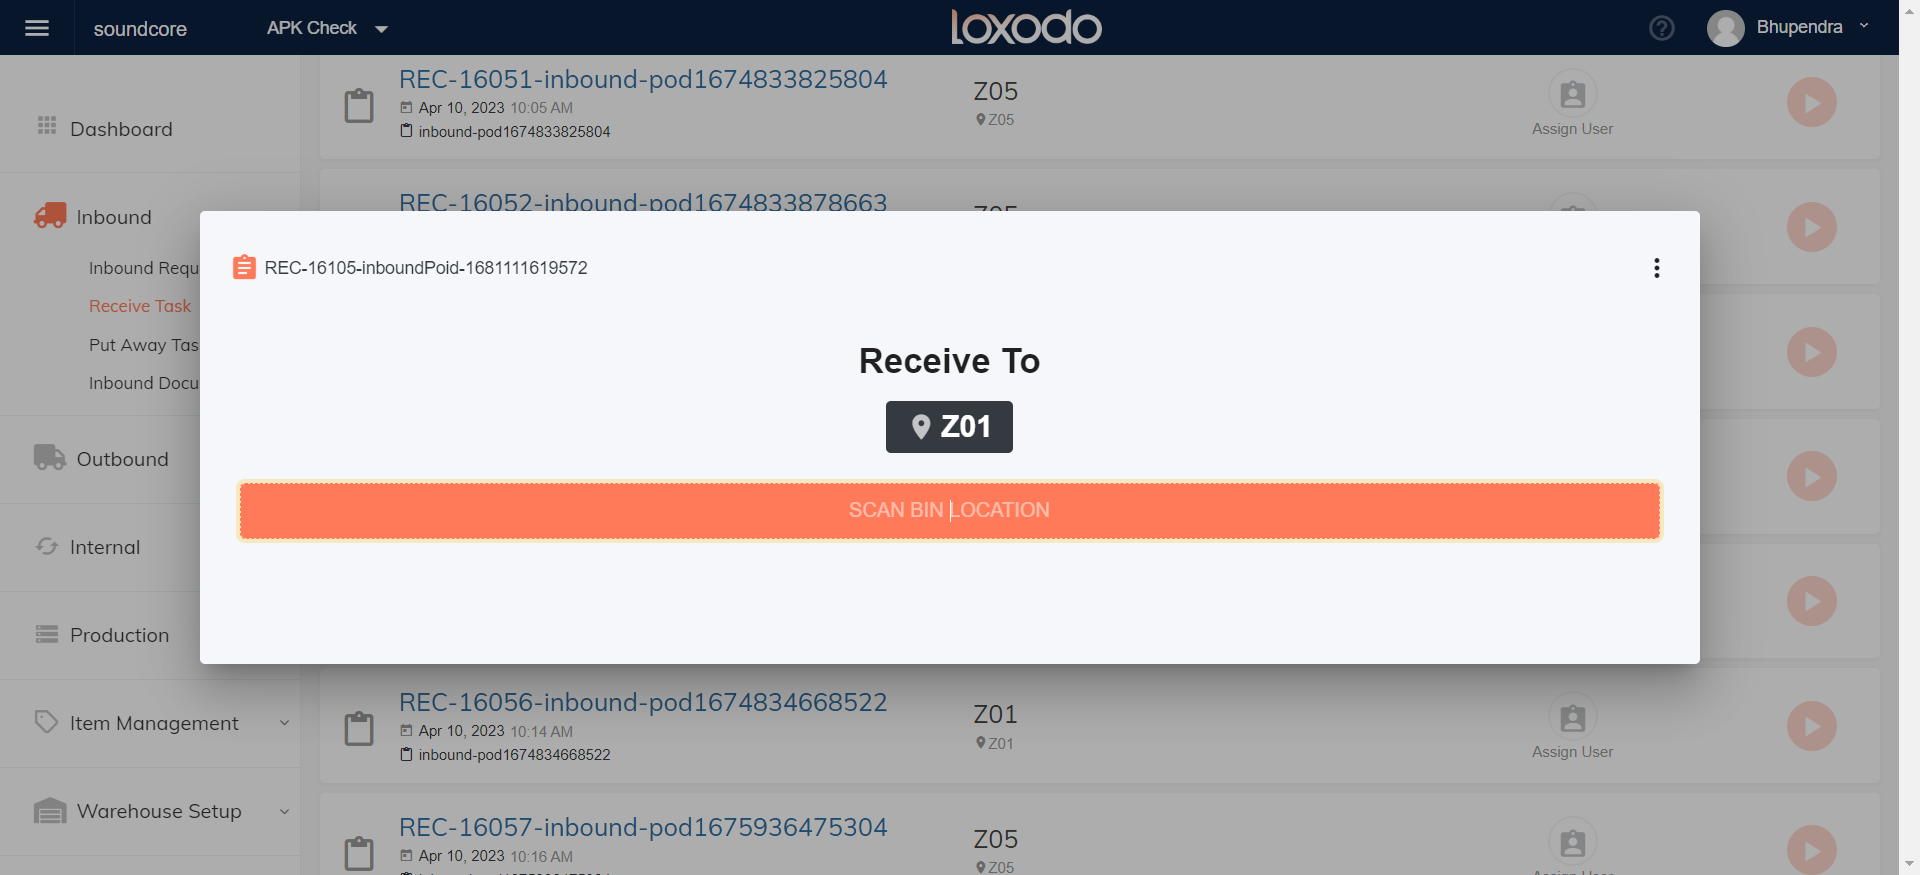 soundcore
APK Check
loxodo
Bhupendra
Dashboard
Inbound
Inbound Requ
Receive Task
Put Away Tas
Inbound Docu
Outbound
Internal
Production
Item Management
Warehouse Setup
REC-16051-inbound-pod1674833825804
Apr 10, 2023 10:05 AM
inbound-pod1674833825804
Z05
Z05
Assign User
REC-16052-inbound-pod1674833878663
Z05
REC-16105-inboundPoid-1681111619572
Receive To
Z01
SCAN BIN LOCATION
REC-16056-inbound-pod1674834668522
Apr 10, 2023 10:14 AM
inbound-pod1674834668522
Z01
Z01
Assign User
REC-16057-inbound-pod1675936475304
Apr 10, 2023 10:16 AM
Z05
Z05